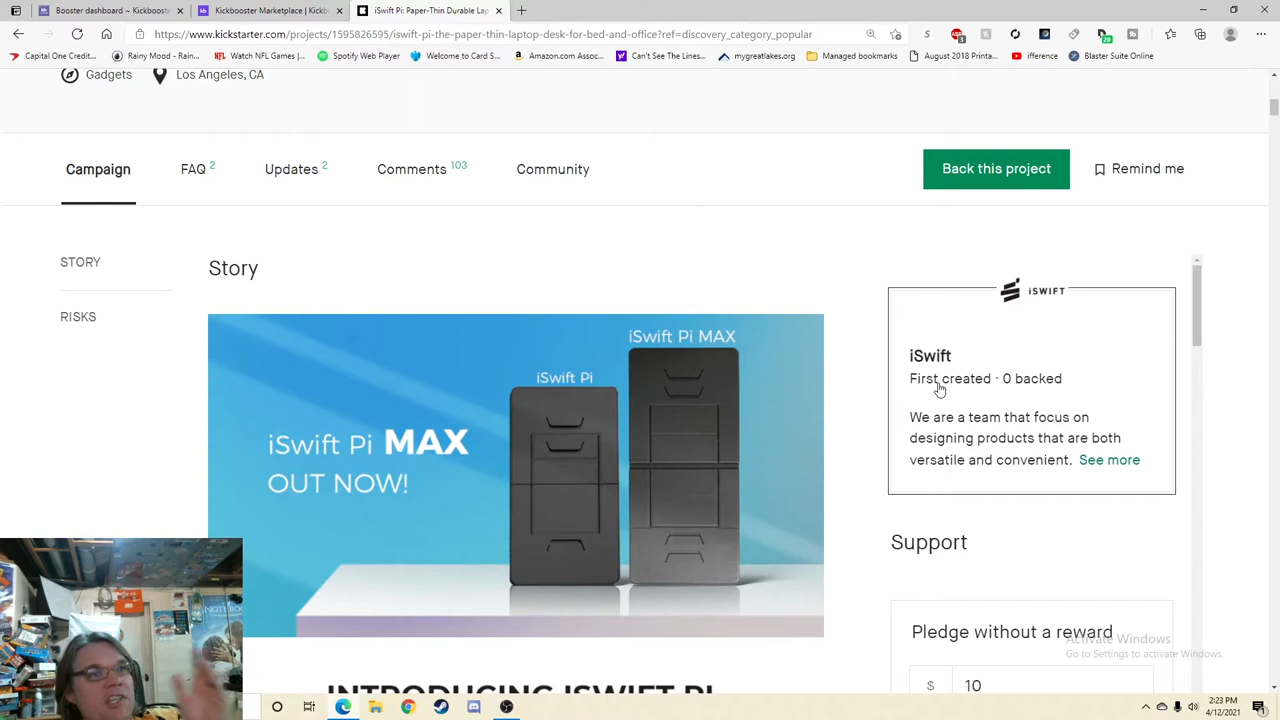 Booster dashboard ~ Kickbooste
Booster Marketplace | Kickb
iSwift Pi: Paper-Thin Durable Lap
https://www.kickstarter.com/projects/1595826595/iswift-pi-the-paper-thin-laptop-desk-for-bed-and-office?ref=discovery_category_popular
Capital One Credit...
Rainy Mood - Rain...
Watch NFL Games |...
Spotify Web Player
Welcome to Card S...
Amazon.com Assoc...
Can't See The Lines...
mygreatlakes.org
Managed bookmarks
August 2018 Printa...
ifference
Blaster Suite Online
Gadgets
Los Angeles, CA
Campaign
FAQ 2
Updates 2
Comments 103
Community
Back this project
Remind me
STORY
RISKS
Story
iSwift Pi MAX
iSwift Pi
iSwift Pi MAX
OUT NOW!
INTRODUCING ISWIFT PI
iSWIFT
iSwift
First created · 0 backed
We are a team that focus on
designing products that are both
versatile and convenient. See more
Support
Pledge without a reward
$ 10
Activate Windows
Go to Settings to activate Windows.
2:23 PM
4/12/2021